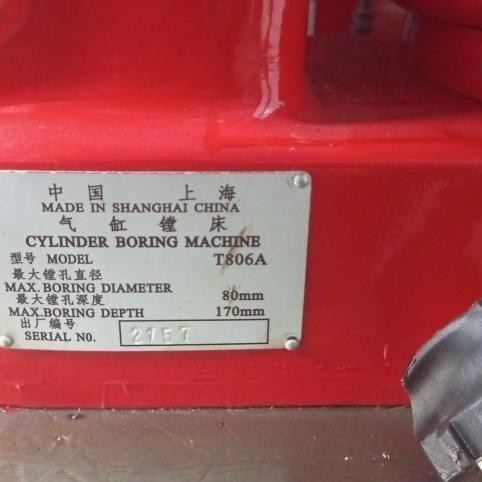 中国 上海
MADE IN SHANGHAI CHINA
气缸镗床
CYLINDER BORING MACHINE
型号 MODEL T806A
最大镗孔直径
MAX.BORING DIAMETER 80mm
最大镗孔深度
MAX.BORING DEPTH 170mm
出厂编号
SERIAL NO. 2157